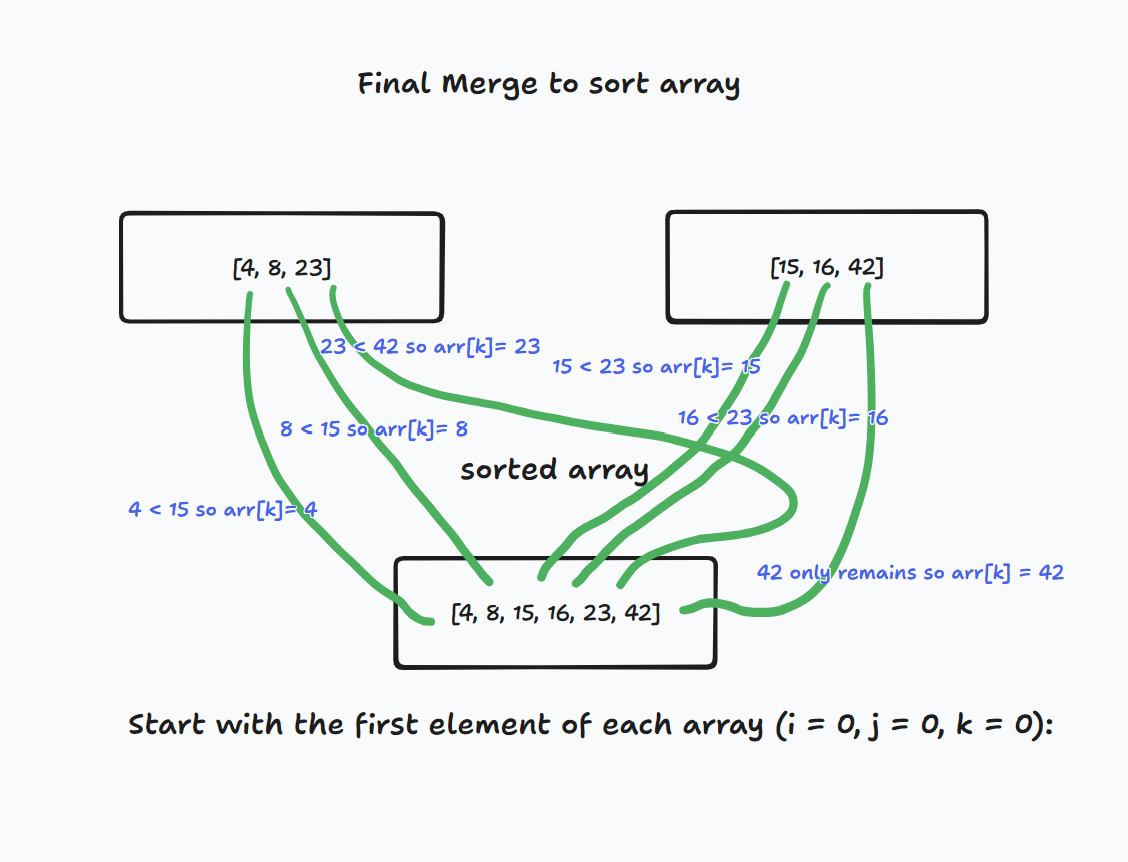 Final Merge to sort array
[4, 8, 23]
[15, 16, 42]
23 < 42 so arr[k]= 23
15 < 23 so arr[k]= 15
16 < 23 so arr[k]= 16
8 < 15 so arr[k]= 8
sorted array
4 < 15 so arr[k]= 4
42 only remains so arr[k] = 42
[4, 8, 15, 16, 23, 42]
Start with the first element of each array (i = 0, j = 0, k = 0):